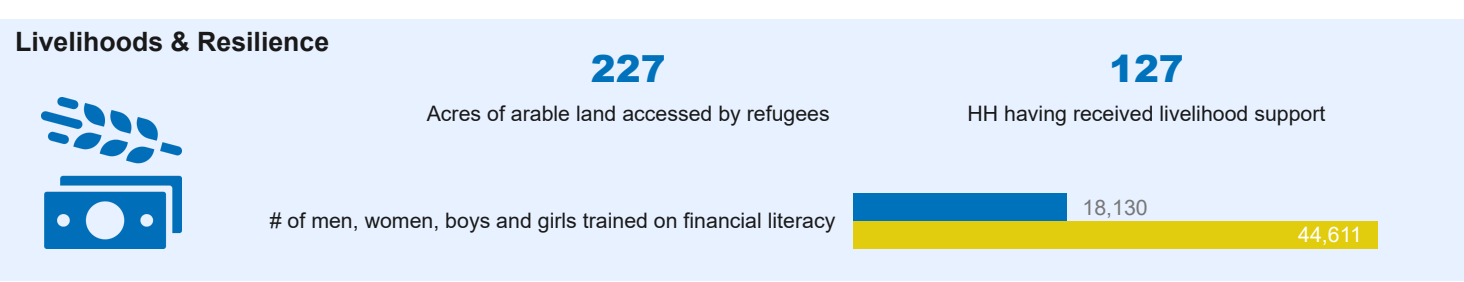 Livelihoods & Resilience
227
Acres of arable land accessed by refugees
127
HH having received livelihood support
# of men, women, boys and girls trained on financial literacy
18,130
44,611